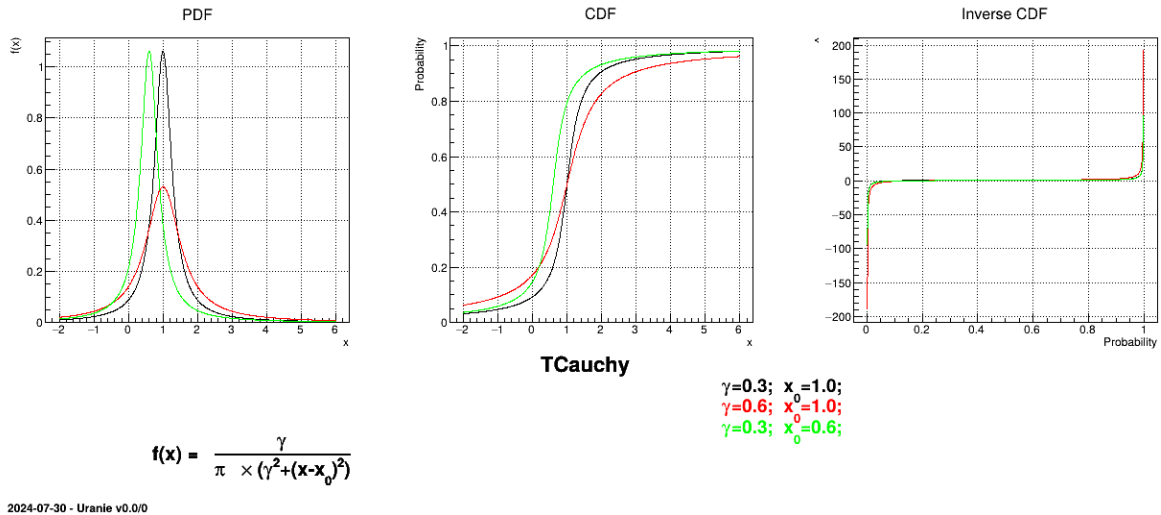 PDF
CDF
Inverse CDF
f(x)
1
0.8
0.6
0.4
0.2
0
−2 −1 0 1 2 3 4 5 6
x
Probability
1
0.8
0.6
0.4
0.2
0
−2 −1 0 1 2 3 4 5 6
x
200
150
100
50
0
−50
−100
−150
−200
0 0.2 0.4 0.6 0.8 1
Probability
TCauchy
γ=0.3; x₀=1.0;
γ=0.6; x₀=1.0;
γ=0.3; x₀=0.6;
f(x) = γ
π ×(γ²+(x-x₀)²)
2024-07-30 - Uranie v0.0/0